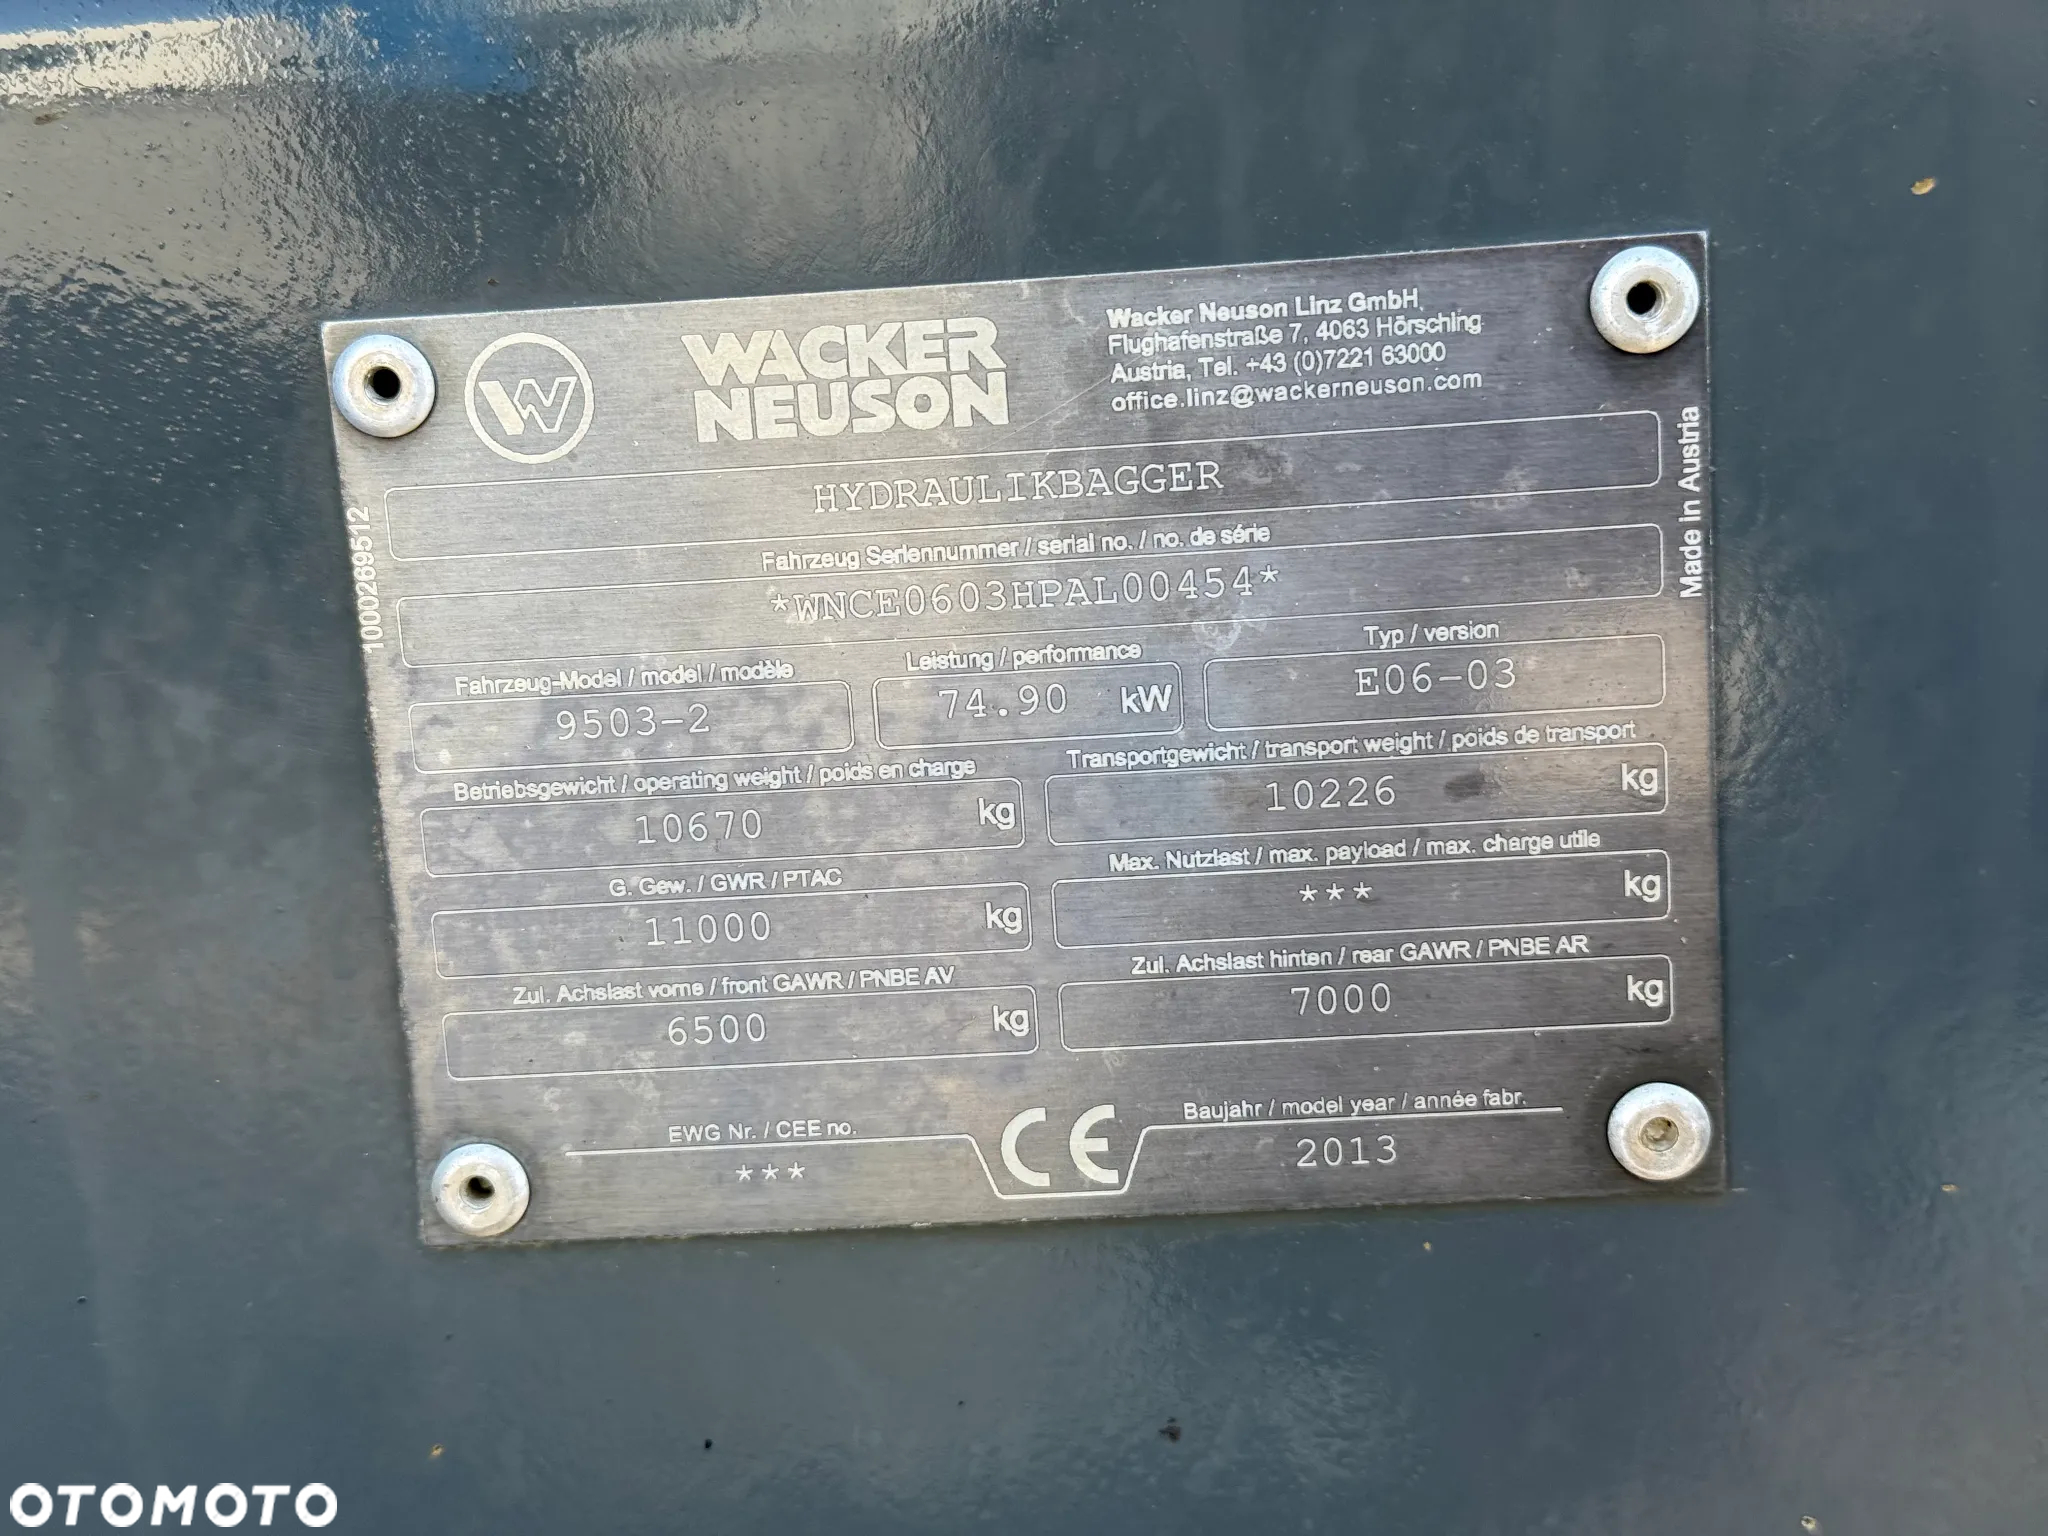 WACKER
NEUSON
Wacker Neuson Linz GmbH
Flughafenstraße 7, 4063 Hörsching
Austria, Tel. +43 (0)7221 63000
office.linz@wackerneuson.com
HYDRAULIKBAGGER
Fahrzeug Seriennummer / serial no. / no. de série
*WNCE0603HPAL00454*
Fahrzeug-Model / model / modèle
9503-2
Leistung / performance
74.90 kW
Typ / version
E06-03
Betriebsgewicht / operating weight / poids en charge
10670 kg
Transportgewicht / transport weight / poids de transport
10226 kg
G. Gew. / GWR / PTAC
11000 kg
Max. Nutzlast / max. payload / max. charge utile
*** kg
Zul. Achslast vorne / front GAWR / PNBE AV
6500 kg
Zul. Achslast hinten / rear GAWR / PNBE AR
7000 kg
EWG Nr. / CEE no.
***
CE
Baujahr / model year / année fabr.
2013
1000269512
Made in Austria
OTOMOTO